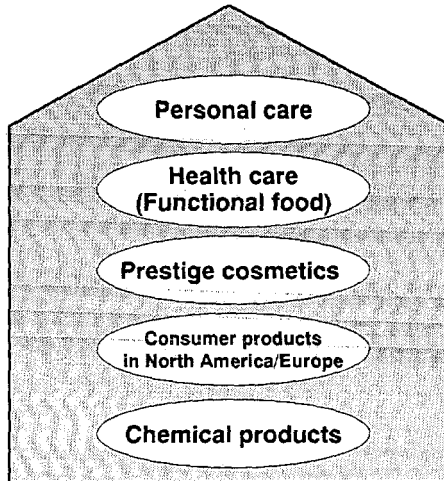 Personal care
Health care
(Functional food)
Prestige cosmetics
Consumer products
in North America/Europe
Chemical products